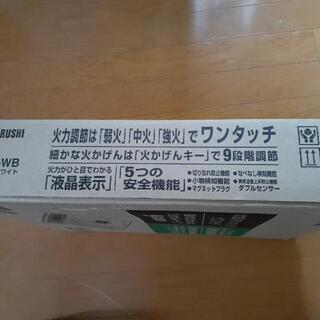 RUSHI
-WB
ワイト
火力調節は「弱火」「中火」「強火」でワンタッチ
細かな火かげんは「火かげんキー」で9段階調節
火力がひと目でわかる
「液晶表示」
「5つの
安全機能」
●切り忘れ防止機能
●なべなし検知機能
●小物検知機能
●マグネットプラグ
ダブルセンサー